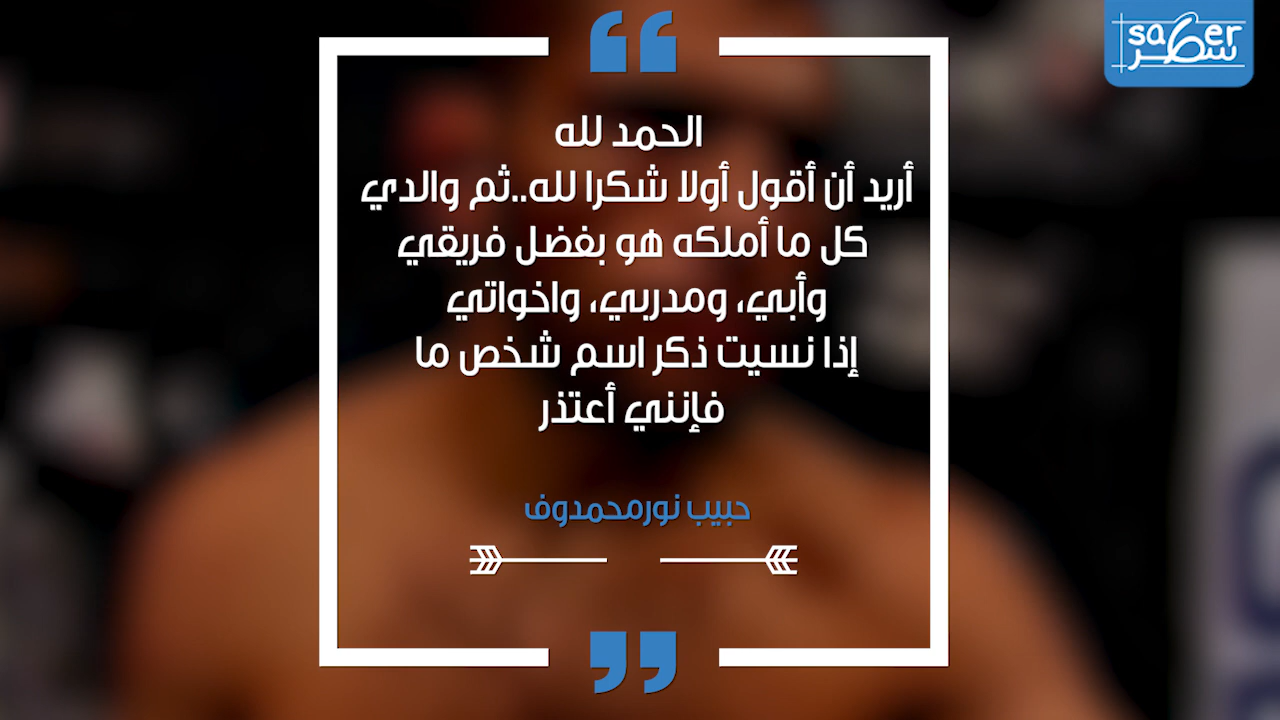 saber
سطر
الحمد لله
أريد أن أقول أولا شكرا لله..ثم والدي
كل ما أملكه هو بفضل فريقي
وأبي، ومدربي، واخواتي
إذا نسيت ذكر اسم شخص ما
فإنني أعتذر
حبيب نورمحمدوف